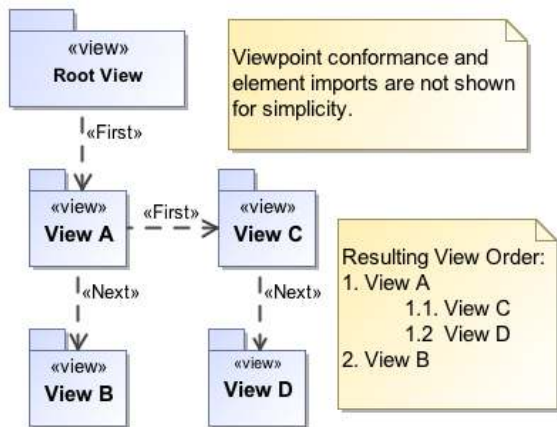 «view»
Root View
Viewpoint conformance and
element imports are not shown
for simplicity.
«First»
«view»
View A
«First»
«view»
View C
«Next»
«Next»
«view»
View B
«view»
View D
Resulting View Order:
1. View A
1.1. View C
1.2 View D
2. View B